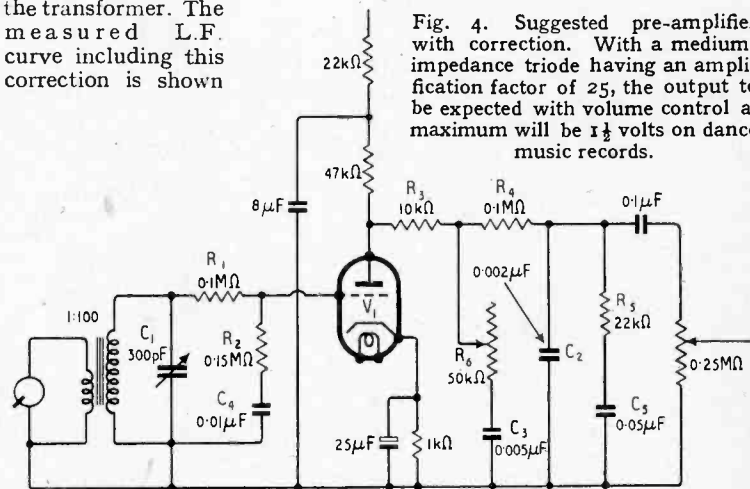 the transformer. The
measured L.F.
curve including this
correction is shown
Fig. 4. Suggested pre-amplifie
with correction. With a medium
impedance triode having an ampli
fication factor of 25, the output to
be expected with volume control a
maximum will be 1½ volts on dance
music records.
22kΩ
47kΩ
8μF
R₃
10kΩ
R₄
0·1MΩ
0·1μF
R₁
0·1MΩ
0·002μF
V₁
1:100
C₁
300pF
R₂
0·15MΩ
C₄
0·01μF
R₆
50kΩ
C₂
R₅
22kΩ
0·25MΩ
25μF
1kΩ
C₃
0·005μF
C₅
0·05μF